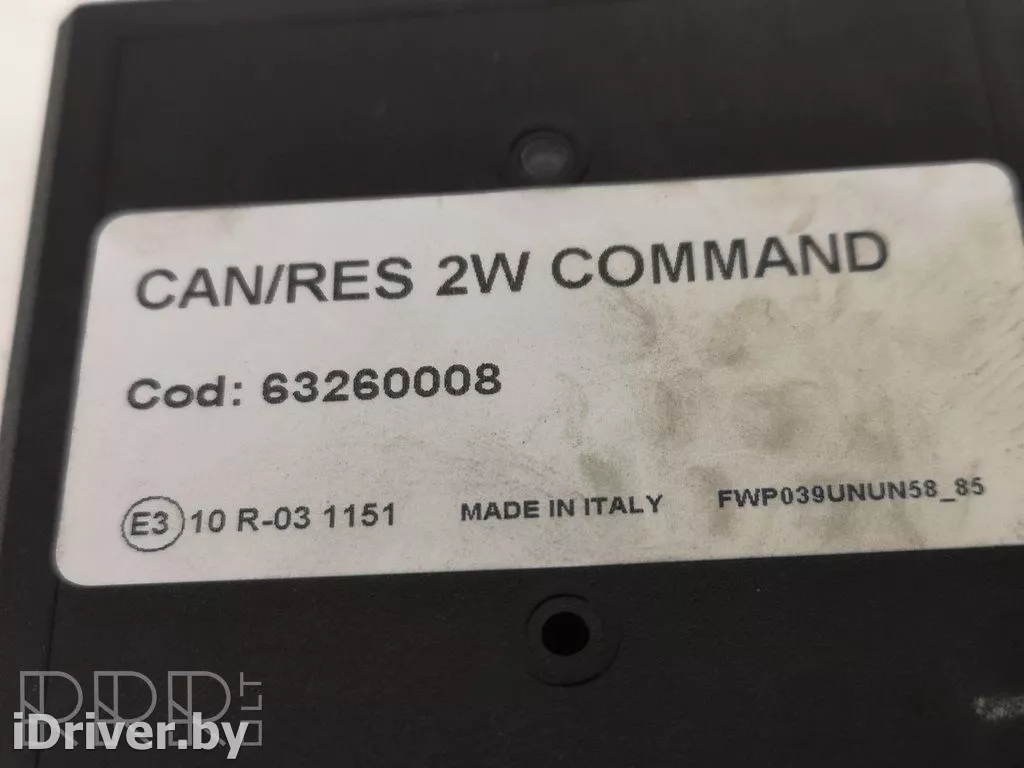 CAN/RES 2W COMMAND
Cod: 63260008
E3 10 R-03 1151 MADE IN ITALY FWP039UNUN58_85
iDriver.by